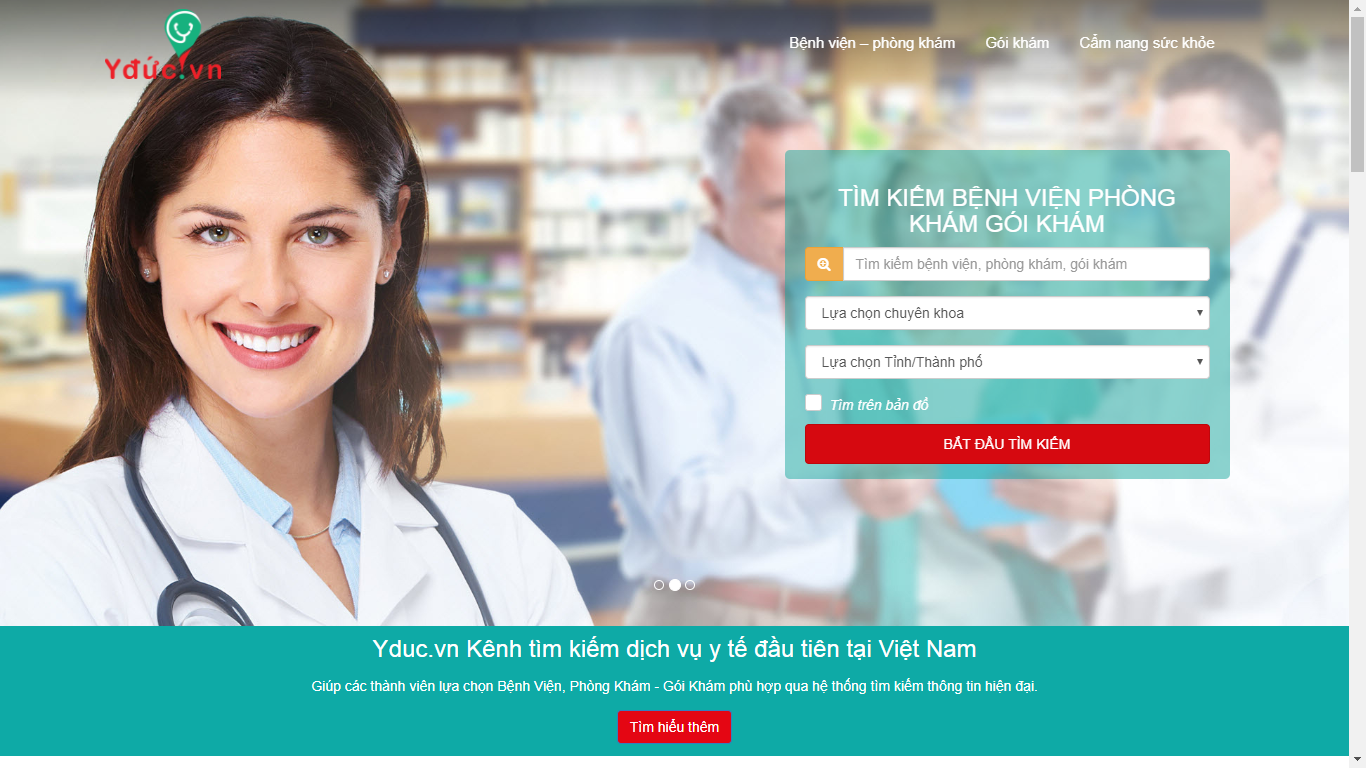 Yđức.vn
Bệnh viện – phòng khám
Gói khám
Cẩm nang sức khỏe
TÌM KIẾM BỆNH VIỆN PHÒNG
KHÁM GÓI KHÁM
Tìm kiếm bệnh viện, phòng khám, gói khám
Lựa chọn chuyên khoa
Lựa chọn Tỉnh/Thành phố
Tìm trên bản đồ
BẮT ĐẦU TÌM KIẾM
Yduc.vn Kênh tìm kiếm dịch vụ y tế đầu tiên tại Việt Nam
Giúp các thành viên lựa chọn Bệnh Viện, Phòng Khám - Gói Khám phù hợp qua hệ thống tìm kiếm thông tin hiện đại.
Tìm hiểu thêm